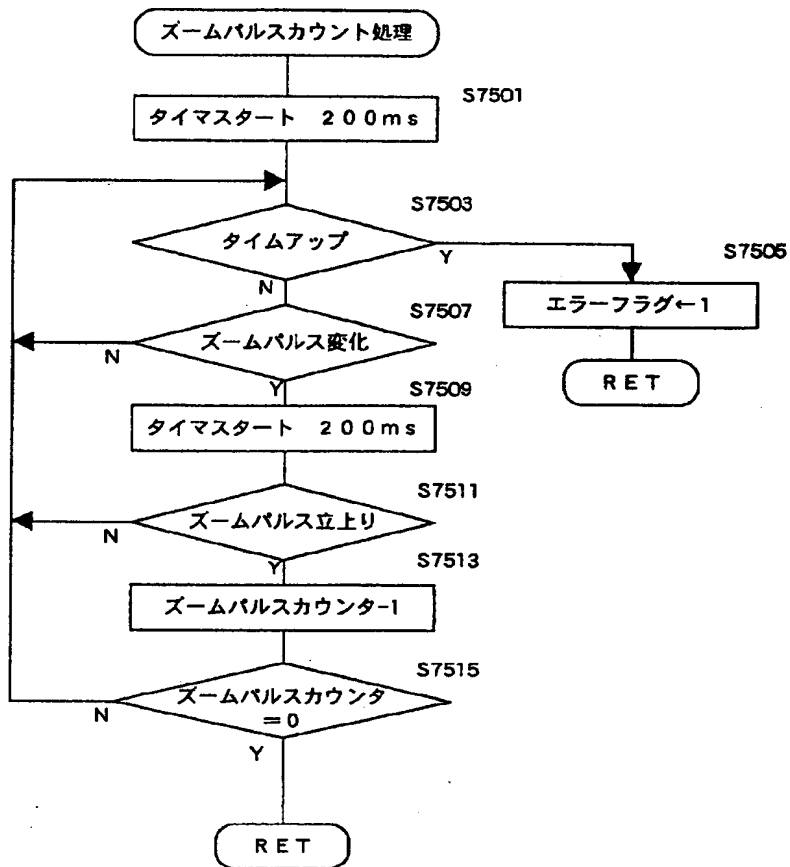 ズームパルスカウント処理
S7501
タイマスタート　200ms
S7503
タイムアップ
Y
N
S7505
エラーフラグ←1
RET
S7507
ズームパルス変化
N
Y
S7509
タイマスタート　200ms
S7511
ズームパルス立上り
N
Y
S7513
ズームパルスカウンタ-1
S7515
ズームパルスカウンタ
=0
N
Y
RET